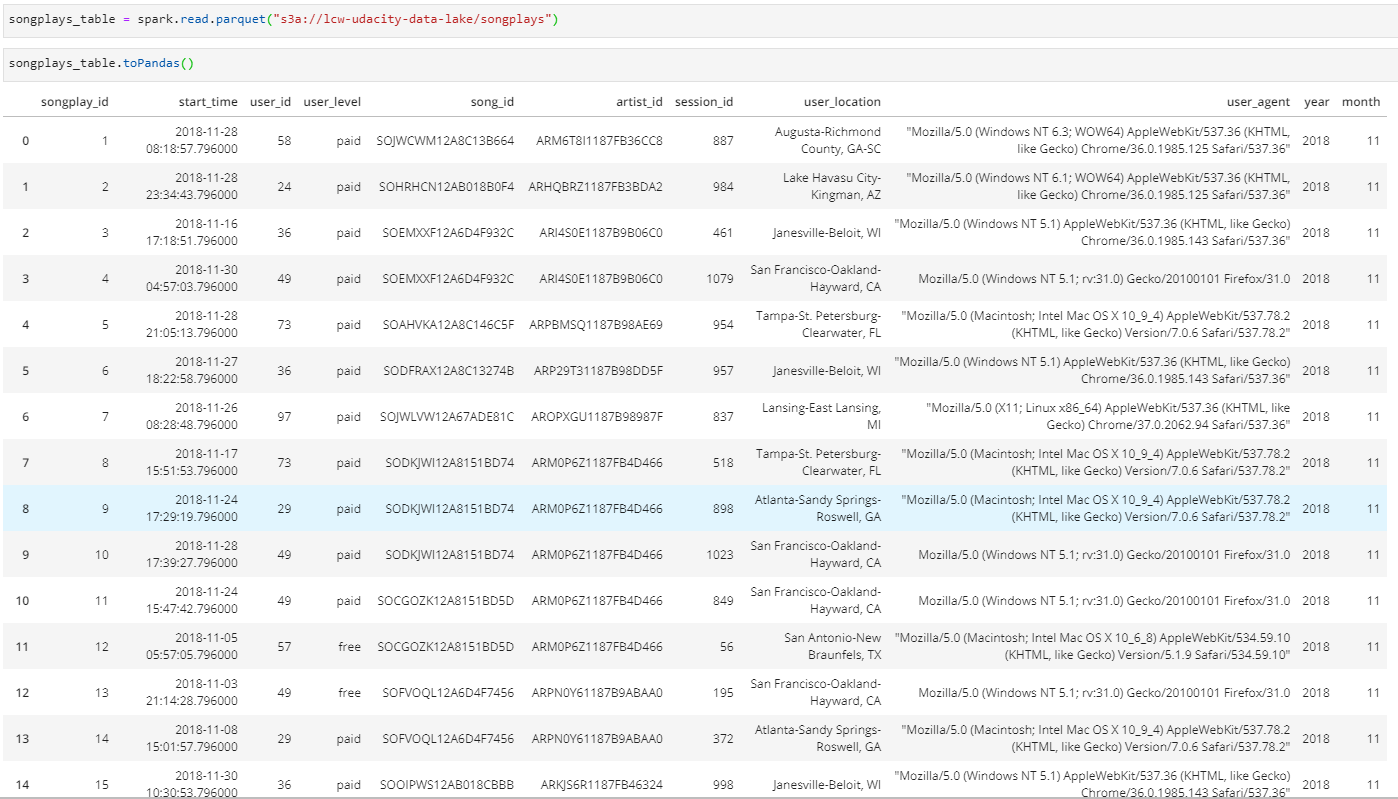 songplays_table = spark.read.parquet("s3a://lcw-udacity-data-lake/songplays")
songplays_table.toPandas()
songplay_id start_time user_id user_level song_id artist_id session_id user_location user_agent year month
0 1 2018-11-28 08:18:57.796000 58 paid SOJWCWM12A8C13B664 ARM6T8I1187FB36CC8 887 Augusta-Richmond County, GA-SC "Mozilla/5.0 (Windows NT 6.3; WOW64) AppleWebKit/537.36 (KHTML, like Gecko) Chrome/36.0.1985.125 Safari/537.36" 2018 11
1 2 2018-11-28 23:34:43.796000 24 paid SOHRHCN12AB018B0F4 ARHQBRZ1187FB3BDA2 984 Lake Havasu City-Kingman, AZ "Mozilla/5.0 (Windows NT 6.1; WOW64) AppleWebKit/537.36 (KHTML, like Gecko) Chrome/36.0.1985.125 Safari/537.36" 2018 11
2 3 2018-11-16 17:18:51.796000 36 paid SOEMXXF12A6D4F932C ARI4S0E1187B9B06C0 461 Janesville-Beloit, WI "Mozilla/5.0 (Windows NT 5.1) AppleWebKit/537.36 (KHTML, like Gecko) Chrome/36.0.1985.143 Safari/537.36" 2018 11
3 4 2018-11-30 04:57:03.796000 49 paid SOEMXXF12A6D4F932C ARI4S0E1187B9B06C0 1079 San Francisco-Oakland-Hayward, CA Mozilla/5.0 (Windows NT 5.1; rv:31.0) Gecko/20100101 Firefox/31.0 2018 11
4 5 2018-11-28 21:05:13.796000 73 paid SOAHVKA12A8C146C5F ARPBMSQ1187B98AE69 954 Tampa-St. Petersburg-Clearwater, FL "Mozilla/5.0 (Macintosh; Intel Mac OS X 10_9_4) AppleWebKit/537.78.2 (KHTML, like Gecko) Version/7.0.6 Safari/537.78.2" 2018 11
5 6 2018-11-27 18:22:58.796000 36 paid SODFRAX12A8C13274B ARP29T31187B98DD5F 957 Janesville-Beloit, WI "Mozilla/5.0 (Windows NT 5.1) AppleWebKit/537.36 (KHTML, like Gecko) Chrome/36.0.1985.143 Safari/537.36" 2018 11
6 7 2018-11-26 08:28:48.796000 97 paid SOJWLVW12A67ADE81C AROPXGU1187B98987F 837 Lansing-East Lansing, MI "Mozilla/5.0 (X11; Linux x86_64) AppleWebKit/537.36 (KHTML, like Gecko) Chrome/37.0.2062.94 Safari/537.36" 2018 11
7 8 2018-11-17 15:51:53.796000 73 paid SODKJWI12A8151BD74 ARM0P6Z1187FB4D466 518 Tampa-St. Petersburg-Clearwater, FL "Mozilla/5.0 (Macintosh; Intel Mac OS X 10_9_4) AppleWebKit/537.78.2 (KHTML, like Gecko) Version/7.0.6 Safari/537.78.2" 2018 11
8 9 2018-11-24 17:29:19.796000 29 paid SODKJWI12A8151BD74 ARM0P6Z1187FB4D466 898 Atlanta-Sandy Springs-Roswell, GA "Mozilla/5.0 (Macintosh; Intel Mac OS X 10_9_4) AppleWebKit/537.78.2 (KHTML, like Gecko) Version/7.0.6 Safari/537.78.2" 2018 11
9 10 2018-11-28 17:39:27.796000 49 paid SODKJWI12A8151BD74 ARM0P6Z1187FB4D466 1023 San Francisco-Oakland-Hayward, CA Mozilla/5.0 (Windows NT 5.1; rv:31.0) Gecko/20100101 Firefox/31.0 2018 11
10 11 2018-11-24 15:47:42.796000 49 paid SOCGOZK12A8151BD5D ARM0P6Z1187FB4D466 849 San Francisco-Oakland-Hayward, CA Mozilla/5.0 (Windows NT 5.1; rv:31.0) Gecko/20100101 Firefox/31.0 2018 11
11 12 2018-11-05 05:57:05.796000 57 free SOCGOZK12A8151BD5D ARM0P6Z1187FB4D466 56 San Antonio-New Braunfels, TX "Mozilla/5.0 (Macintosh; Intel Mac OS X 10_6_8) AppleWebKit/534.59.10 (KHTML, like Gecko) Version/5.1.9 Safari/534.59.10" 2018 11
12 13 2018-11-03 21:14:28.796000 49 free SOFVOQL12A6D4F7456 ARPN0Y61187B9ABAA0 195 San Francisco-Oakland-Hayward, CA Mozilla/5.0 (Windows NT 5.1; rv:31.0) Gecko/20100101 Firefox/31.0 2018 11
13 14 2018-11-08 15:01:57.796000 29 paid SOFVOQL12A6D4F7456 ARPN0Y61187B9ABAA0 372 Atlanta-Sandy Springs-Roswell, GA "Mozilla/5.0 (Macintosh; Intel Mac OS X 10_9_4) AppleWebKit/537.78.2 (KHTML, like Gecko) Version/7.0.6 Safari/537.78.2" 2018 11
14 15 2018-11-30 10:30:53.796000 36 paid SOOIPWS12AB018CBBB ARKJS6R1187FB46324 998 Janesville-Beloit, WI "Mozilla/5.0 (Windows NT 5.1) AppleWebKit/537.36 (KHTML, like Gecko) Chrome/36.0.1985.143 Safari/537.36" 2018 11